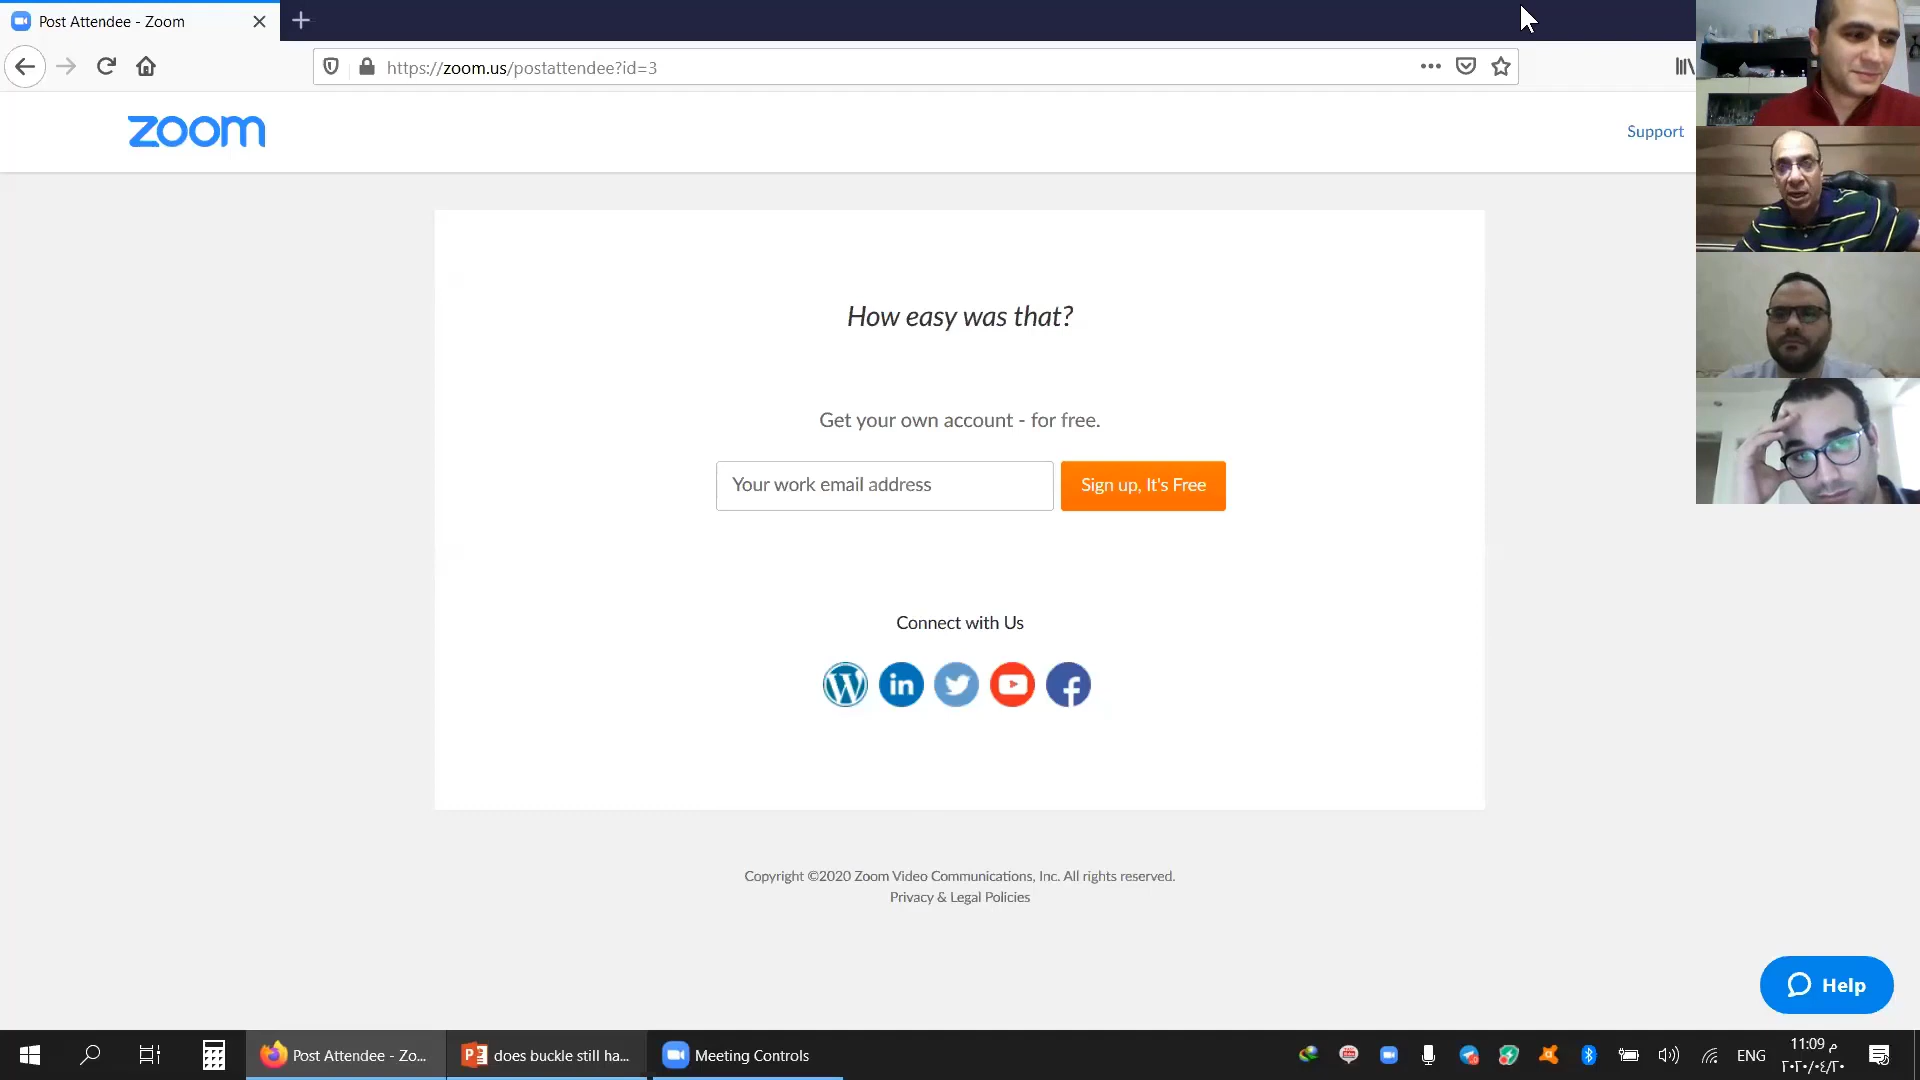 Post Attendee - Zoom
https://zoom.us/postattendee?id=3
zoom
Support
How easy was that?
Get your own account - for free.
Your work email address
Sign up, It's Free
Connect with Us
Copyright ©2020 Zoom Video Communications, Inc. All rights reserved.
Privacy & Legal Policies
Help
Post Attendee - Zo...
does buckle still ha...
Meeting Controls
ENG
11:09 م
٢٠٢٠/٠٤/٢٠